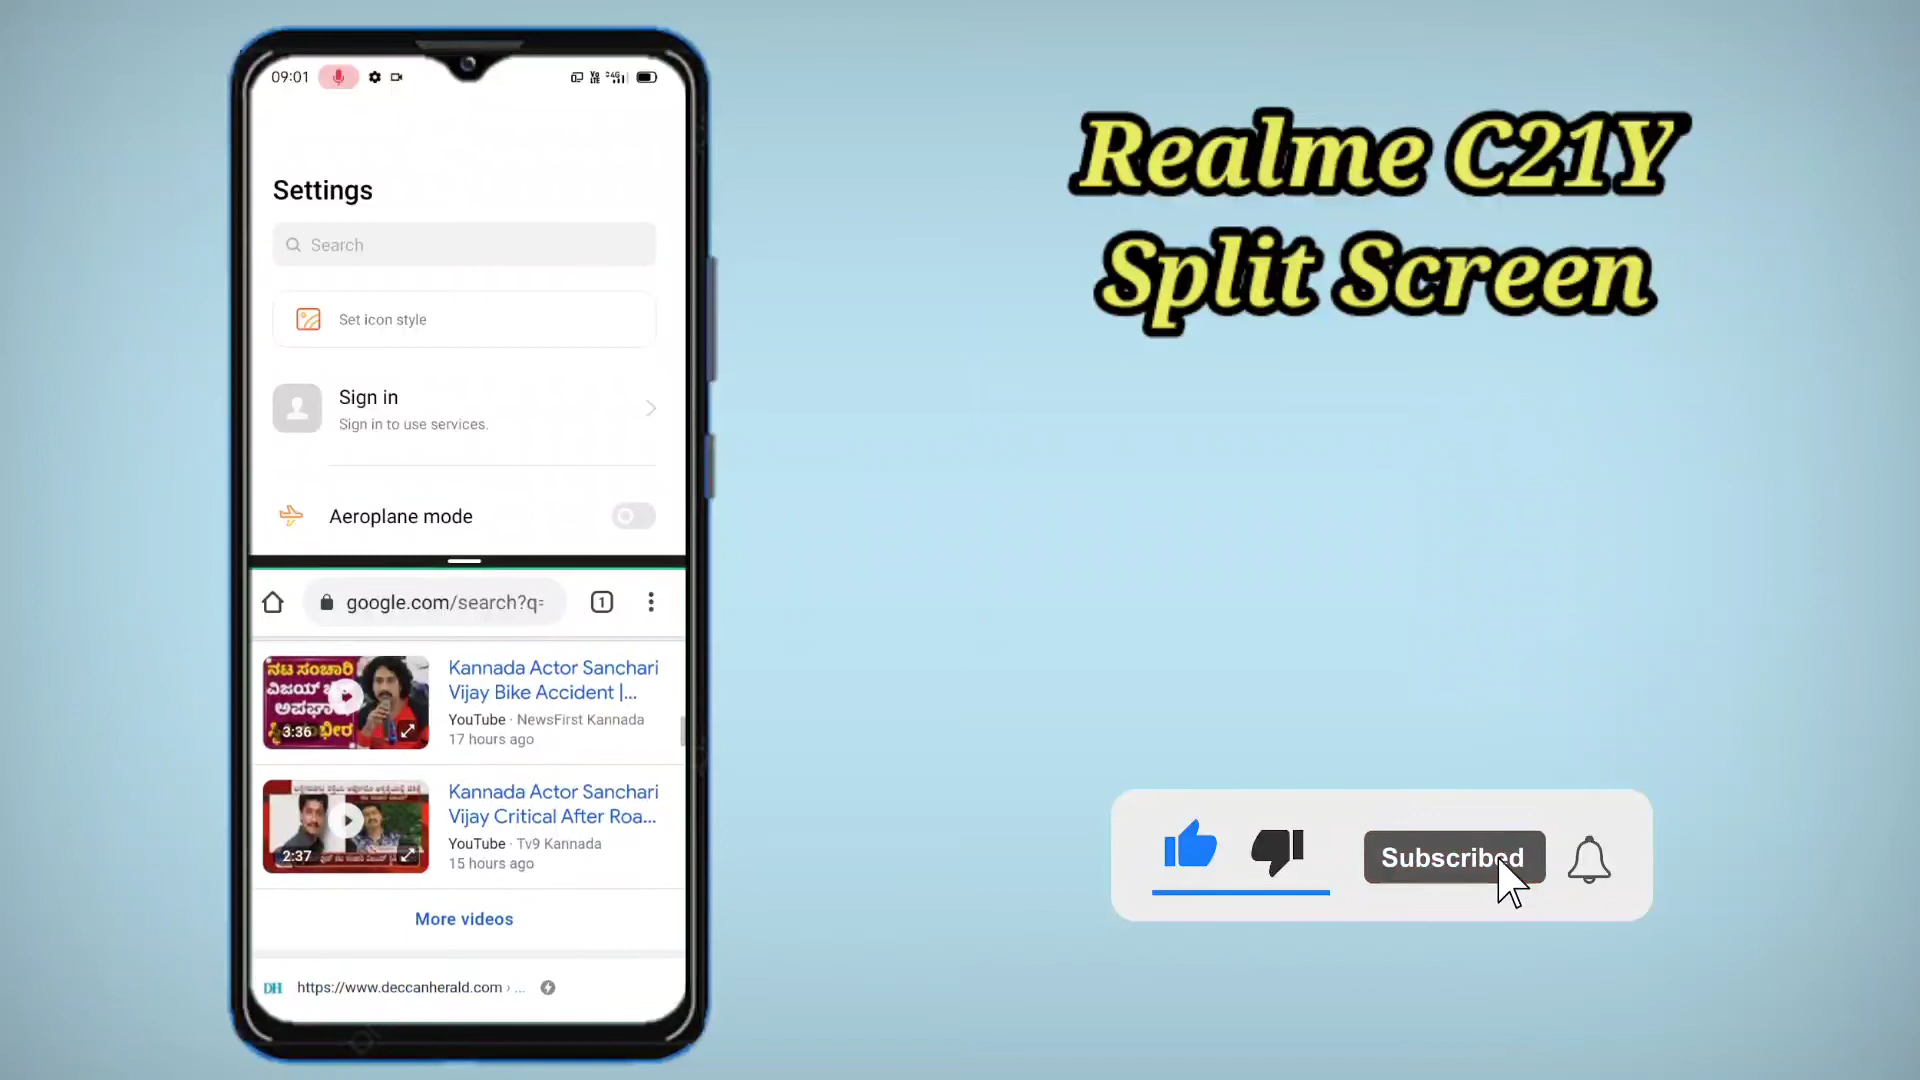 09:01
Settings
Search
Set icon style
Sign in
Sign in to use services.
Aeroplane mode
google.com/search?q=
1
ನಟ ಸಂಚಾರಿ
ವಿಜಯ್
ಅಪಘಾತ
3:36
Kannada Actor Sanchari
Vijay Bike Accident |...
YouTube · NewsFirst Kannada
17 hours ago
2:37
Kannada Actor Sanchari
Vijay Critical After Roa...
YouTube · Tv9 Kannada
15 hours ago
More videos
DH https://www.deccanherald.com › ...
Realme C21Y
Split Screen
Subscribed